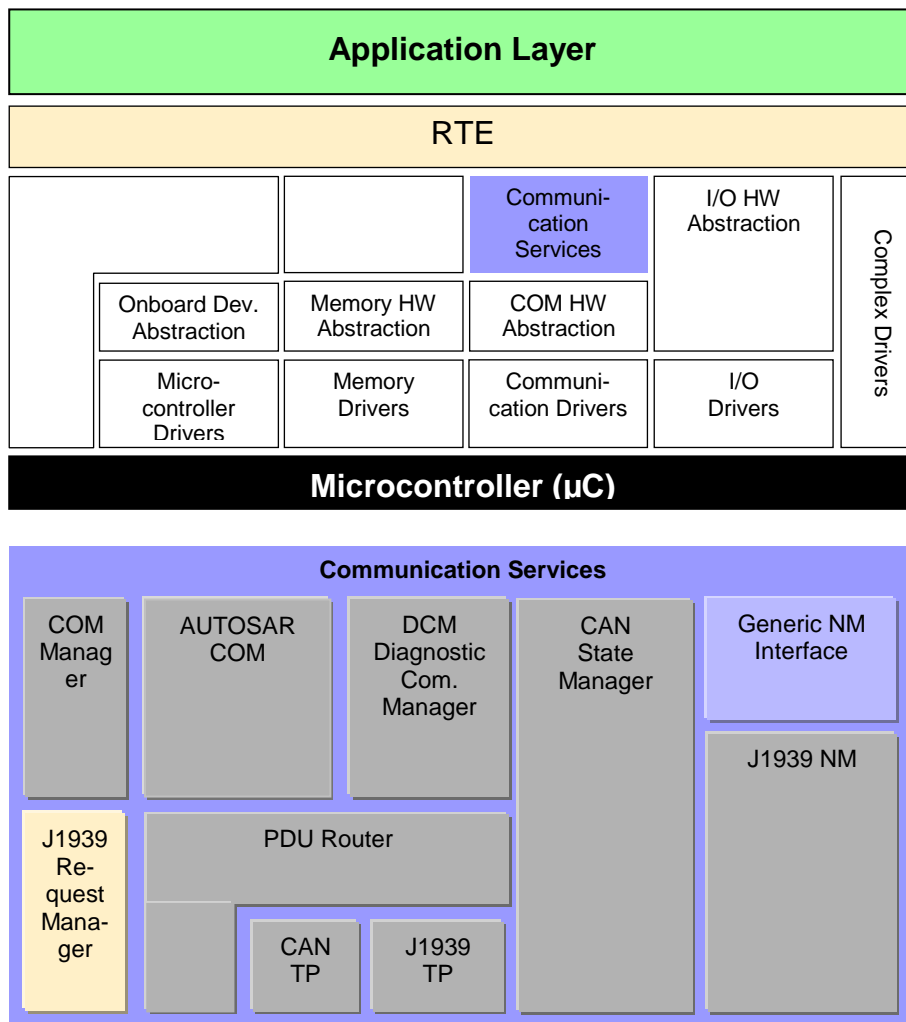 Application Layer
RTE
Communi-
cation
Services
I/O HW
Abstraction
Complex Drivers
Onboard Dev.
Abstraction
Memory HW
Abstraction
COM HW
Abstraction
Micro-
controller
Drivers
Memory
Drivers
Communi-
cation Drivers
I/O
Drivers
Microcontroller (µC)
Communication Services
COM
Manag
er
AUTOSAR
COM
DCM
Diagnostic
Com.
Manager
CAN
State
Manager
Generic NM
Interface
J1939 NM
J1939
Re-
quest
Mana-
ger
PDU Router
CAN
TP
J1939
TP